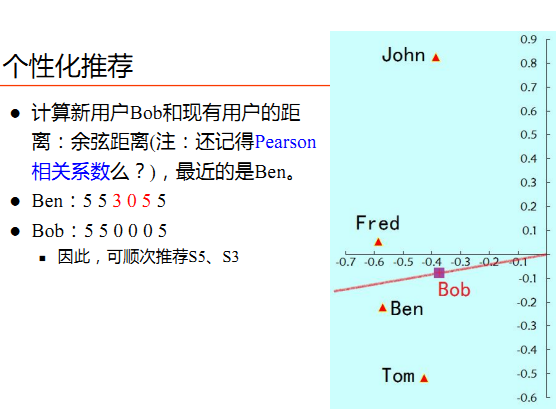 个性化推荐
● 计算新用户Bob和现有用户的距
离：余弦距离(注：还记得Pearson
相关系数么？)，最近的是Ben。
● Ben：5 5 3 0 5 5
● Bob：5 5 0 0 0 5
■ 因此，可顺次推荐S5、S3
0.9
John
0.8
0.7
0.6
0.5
0.4
0.3
0.2
Fred
0.1
-0.7 -0.6 -0.5 -0.4 -0.3 -0.2 -0.1
-0.1
Bob
-0.2
Ben
-0.3
-0.4
Tom
-0.5
-0.6